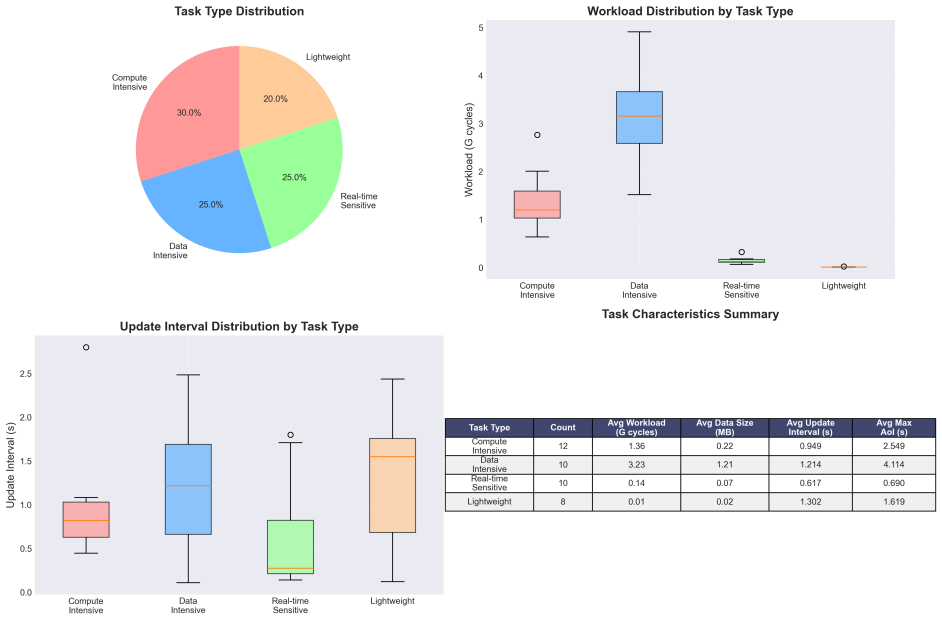 Task Type Distribution
Lightweight
Compute
Intensive
20.0%
30.0%
25.0%
25.0%
Real-time
Sensitive
Data
Intensive
Workload Distribution by Task Type
Workload (G cycles)
5
4
3
2
1
0
Compute
Intensive
Data
Intensive
Real-time
Sensitive
Lightweight
Update Interval Distribution by Task Type
Update Interval (s)
2.5
2.0
1.5
1.0
0.5
0.0
Compute
Intensive
Data
Intensive
Real-time
Sensitive
Lightweight
Task Characteristics Summary
Task Type Count Avg Workload (G cycles) Avg Data Size (MB) Avg Update Interval (s) Avg Max AoI (s)
Compute Intensive 12 1.36 0.22 0.949 2.549
Data Intensive 10 3.23 1.21 1.214 4.114
Real-time Sensitive 10 0.14 0.07 0.617 0.690
Lightweight 8 0.01 0.02 1.302 1.619